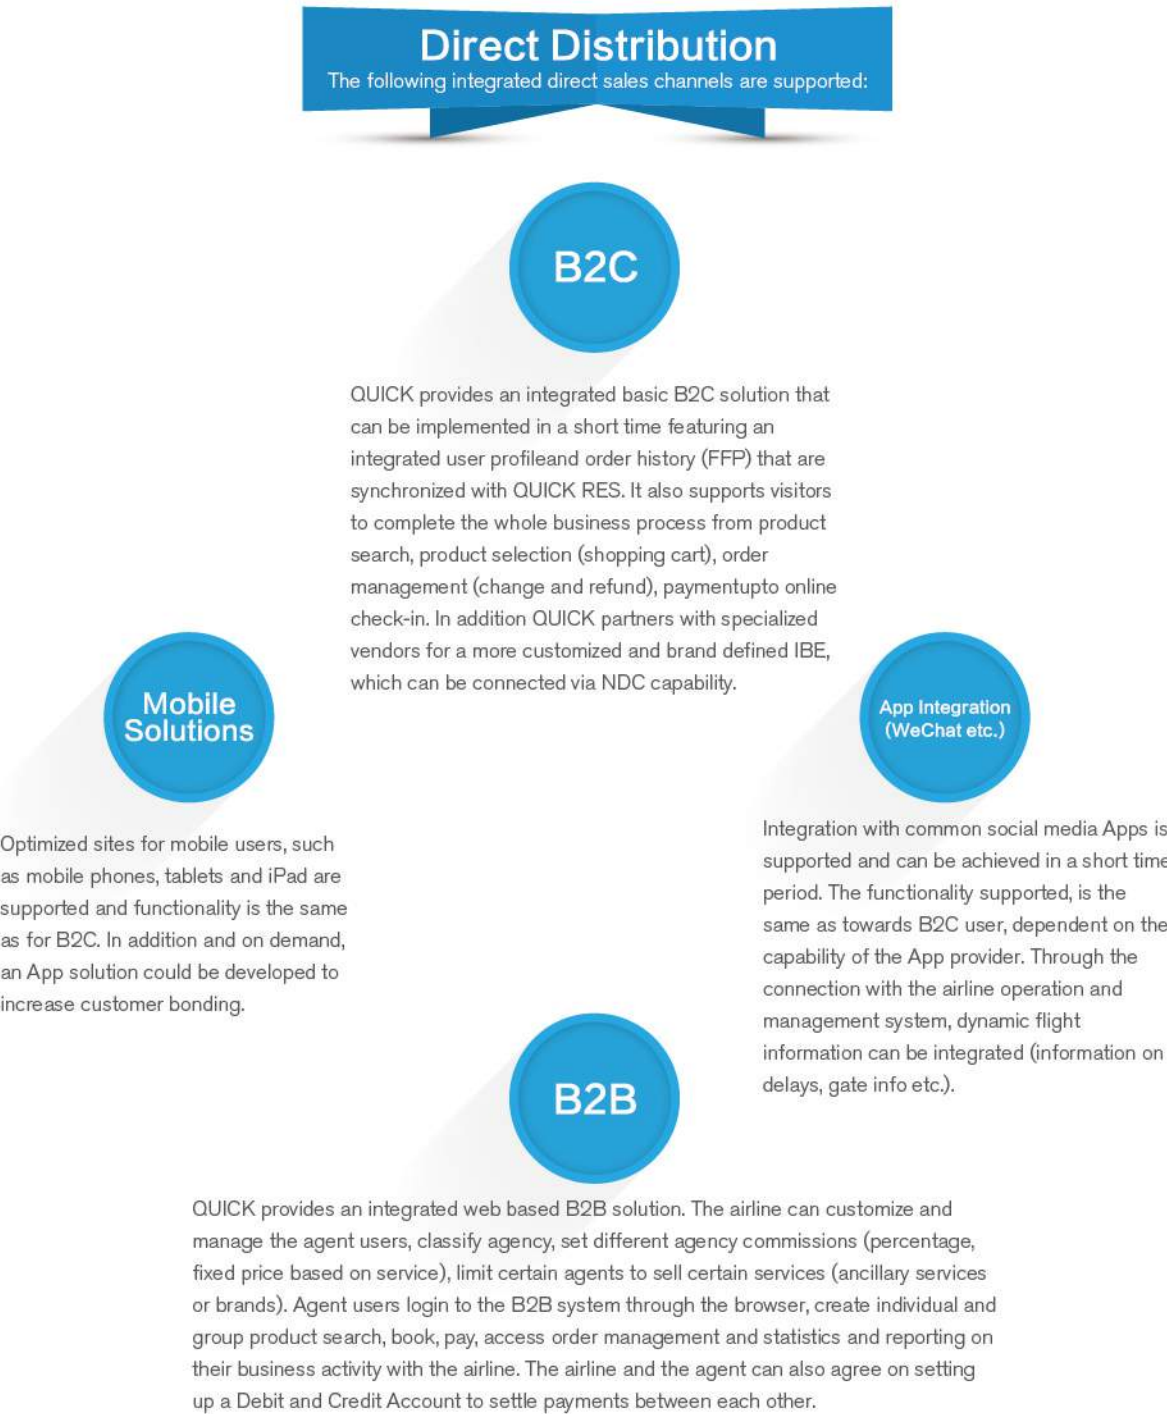 Direct Distribution
The following integrated direct sales channels are supported:
B2C
QUICK provides an integrated basic B2C solution that
can be implemented in a short time featuring an
integrated user profileand order history (FFP) that are
synchronized with QUICK RES. It also supports visitors
to complete the whole business process from product
search, product selection (shopping cart), order
management (change and refund), paymentupto online
check-in. In addition QUICK partners with specialized
vendors for a more customized and brand defined IBE,
which can be connected via NDC capability.
Mobile
Solutions
Optimized sites for mobile users, such
as mobile phones, tablets and iPad are
supported and functionality is the same
as for B2C. In addition and on demand,
an App solution could be developed to
increase customer bonding.
App Integration
(WeChat etc.)
Integration with common social media Apps is
supported and can be achieved in a short time
period. The functionality supported, is the
same as towards B2C user, dependent on the
capability of the App provider. Through the
connection with the airline operation and
management system, dynamic flight
information can be integrated (information on
delays, gate info etc.).
B2B
QUICK provides an integrated web based B2B solution. The airline can customize and
manage the agent users, classify agency, set different agency commissions (percentage,
fixed price based on service), limit certain agents to sell certain services (ancillary services
or brands). Agent users login to the B2B system through the browser, create individual and
group product search, book, pay, access order management and statistics and reporting on
their business activity with the airline. The airline and the agent can also agree on setting
up a Debit and Credit Account to settle payments between each other.